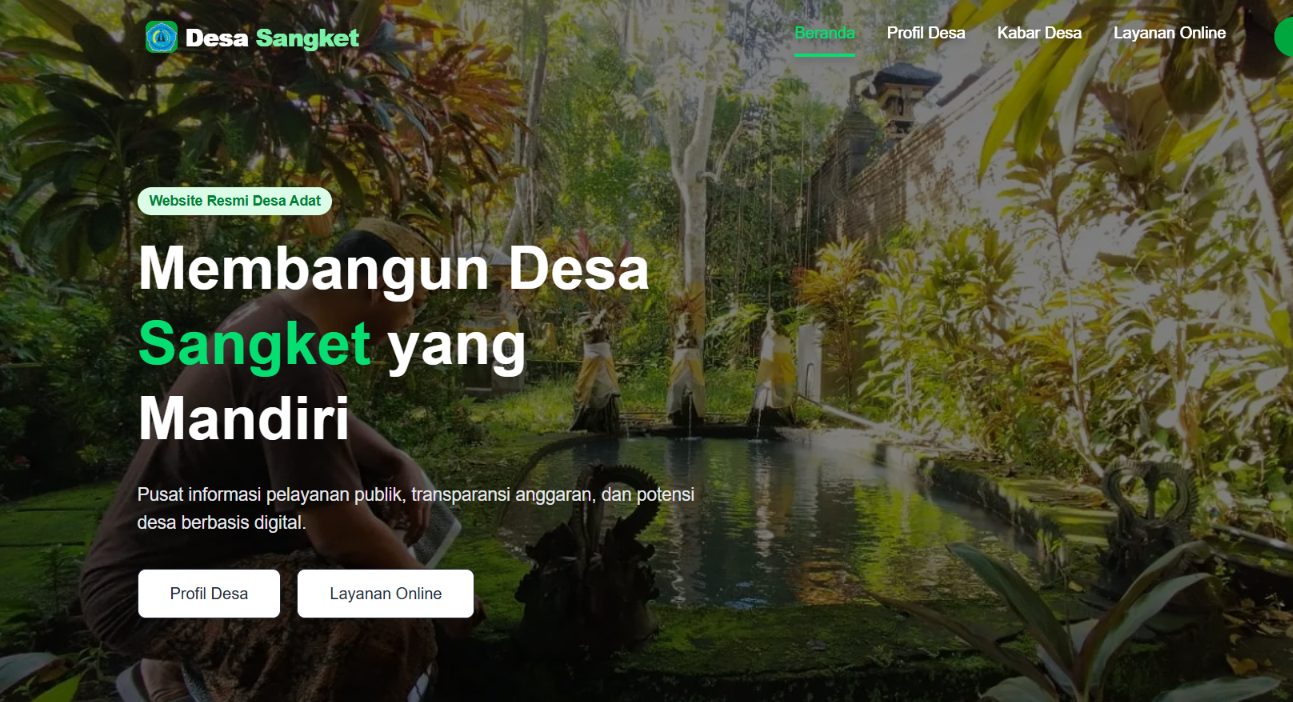 Desa Sangket
Beranda
Profil Desa
Kabar Desa
Layanan Online
Website Resmi Desa Adat
Membangun Desa
Sangket yang
Mandiri
Pusat informasi pelayanan publik, transparansi anggaran, dan potensi
desa berbasis digital.
Profil Desa
Layanan Online